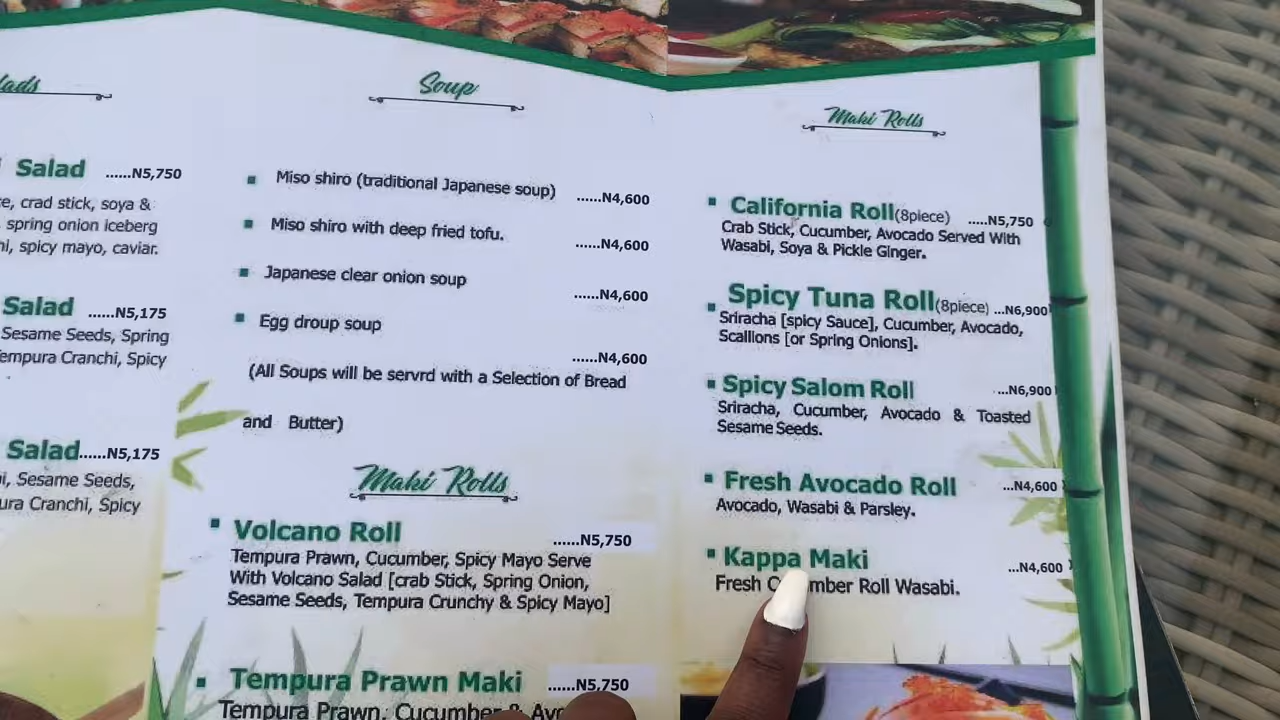 Salad ......N5,750
crad stick, soya &
spring onion iceberg
spicy mayo, caviar.
Salad ......N5,175
Sesame Seeds, Spring
Cranchi, Spicy
Salad......N5,175
Sesame Seeds,
Cranchi, Spicy
Soup
Miso shiro (traditional Japanese soup) ......N4,600
Miso shiro with deep fried tofu. ......N4,600
Japanese clear onion soup ......N4,600
Egg droup soup ......N4,600
(All Soups will be servrd with a Selection of Bread
and Butter)
Maki Rolls
Volcano Roll ......N5,750
Tempura Prawn, Cucumber, Spicy Mayo Serve
With Volcano Salad [crab Stick, Spring Onion,
Sesame Seeds, Tempura Crunchy & Spicy Mayo]
Tempura Prawn Maki ......N5,750
Tempura Prawn, Cucumber &
Maki Rolls
California Roll(8piece) .....N5,750
Crab Stick, Cucumber, Avocado Served With
Wasabi, Soya & Pickle Ginger.
Spicy Tuna Roll(8piece) ...N6,900
Sriracha [spicy Sauce], Cucumber, Avocado,
Scallions [or Spring Onions].
Spicy Salom Roll ...N6,900
Sriracha, Cucumber, Avocado & Toasted
Sesame Seeds.
Fresh Avocado Roll ...N4,600
Avocado, Wasabi & Parsley.
Kappa Maki ...N4,600
Fresh Roll Wasabi.